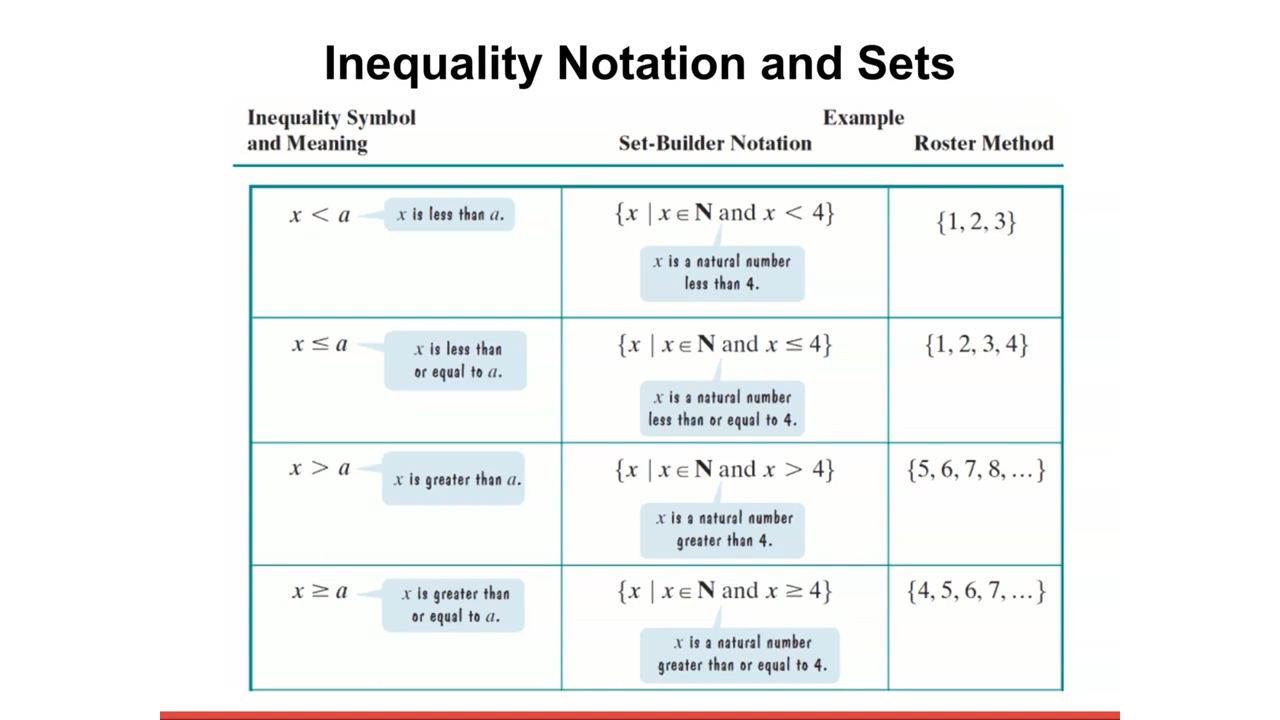 Inequality Notation and Sets
Inequality Symbol
and Meaning
Example
Set-Builder Notation
Roster Method
x < a
x is less than a.
{x | x ∈ N and x < 4}
x is a natural number
less than 4.
{1, 2, 3}
x ≤ a
x is less than
or equal to a.
{x | x ∈ N and x ≤ 4}
x is a natural number
less than or equal to 4.
{1, 2, 3, 4}
x > a
x is greater than a.
{x | x ∈ N and x > 4}
x is a natural number
greater than 4.
{5, 6, 7, 8, …}
x ≥ a
x is greater than
or equal to a.
{x | x ∈ N and x ≥ 4}
x is a natural number
greater than or equal to 4.
{4, 5, 6, 7, …}